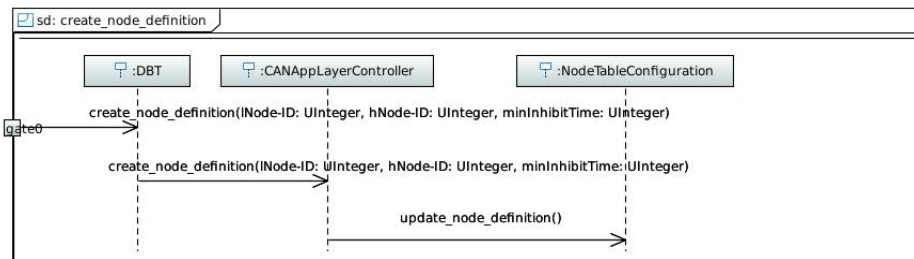 sd: create_node_definition
:DBT
:CANAppLayerController
:NodeTableConfiguration
create_node_definition(lNode-ID: UInteger, hNode-ID: UInteger, minInhibitTime: UInteger)
gate0
create_node_definition(lNode-ID: UInteger, hNode-ID: UInteger, minInhibitTime: UInteger)
update_node_definition()